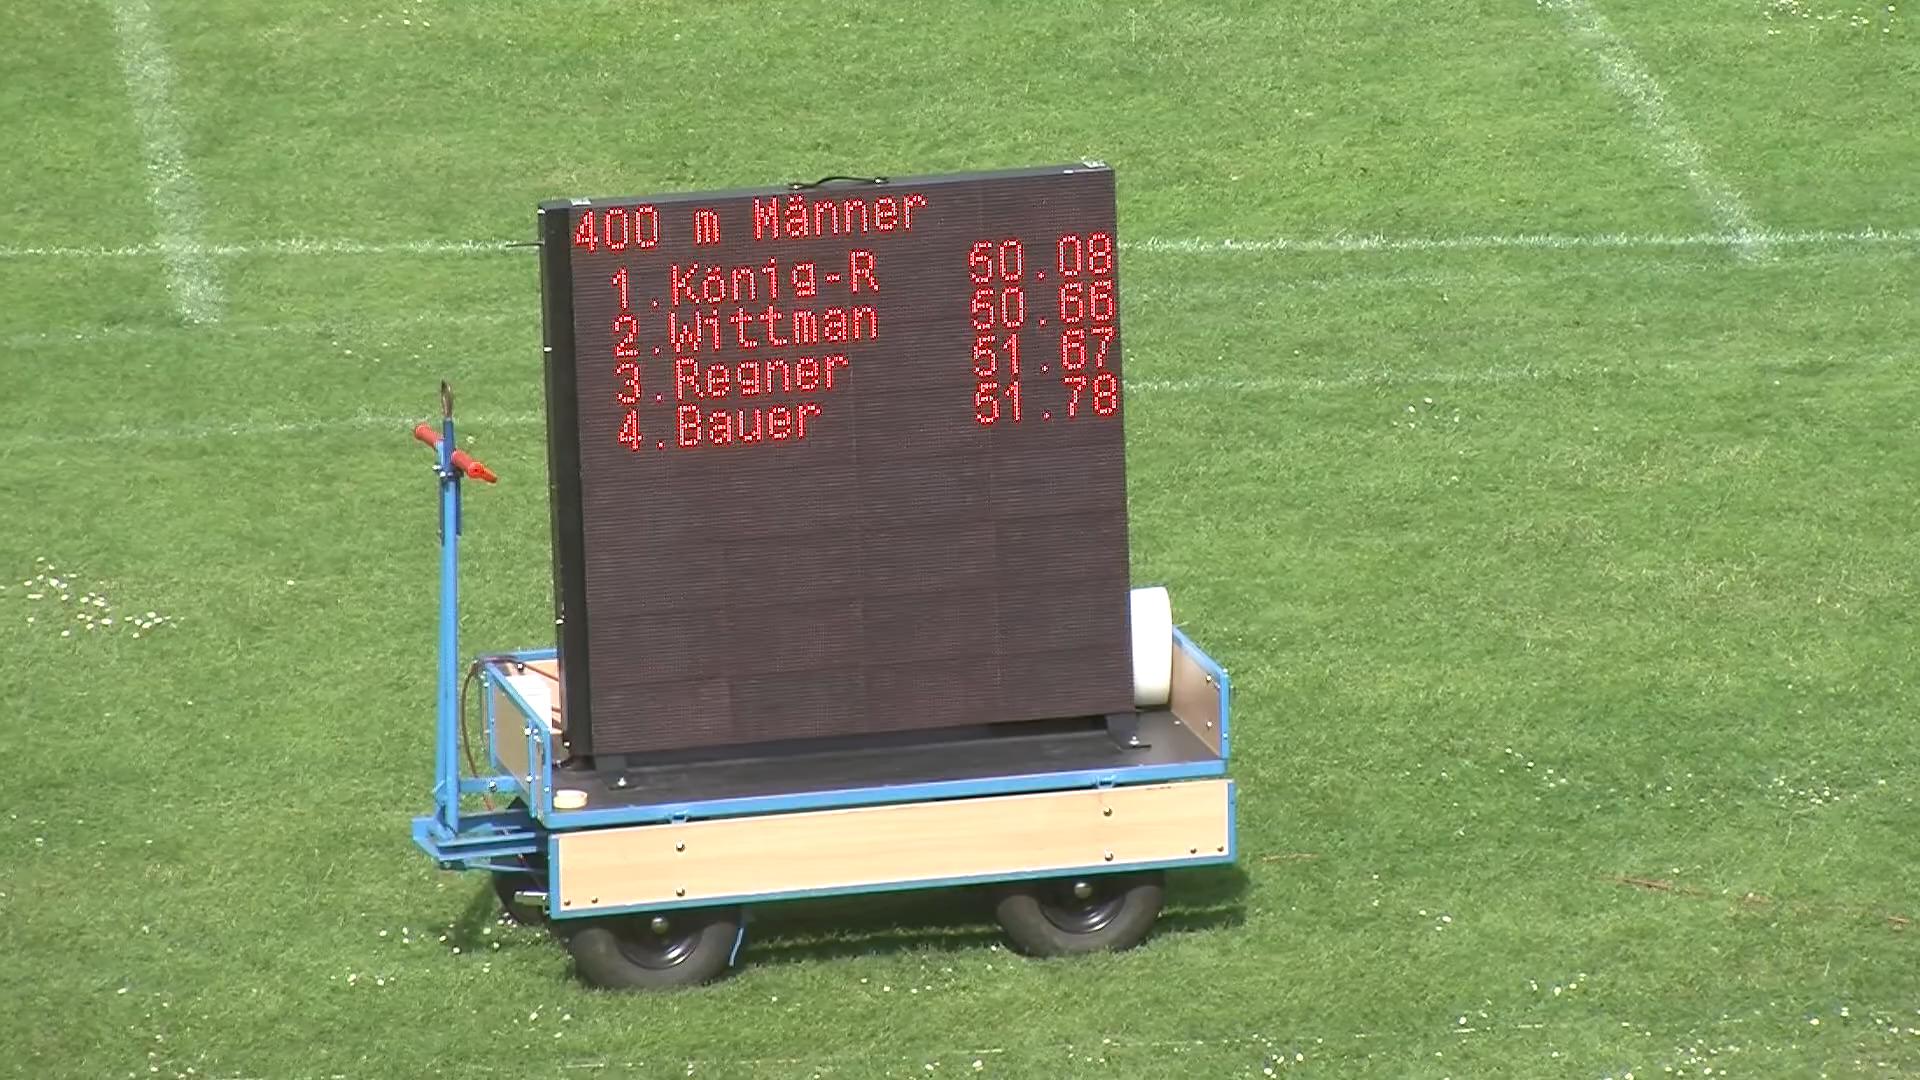 400 m Männer
1.König-R 50.08
2.Wittman 50.66
3.Regner 51.67
4.Bauer 51.78